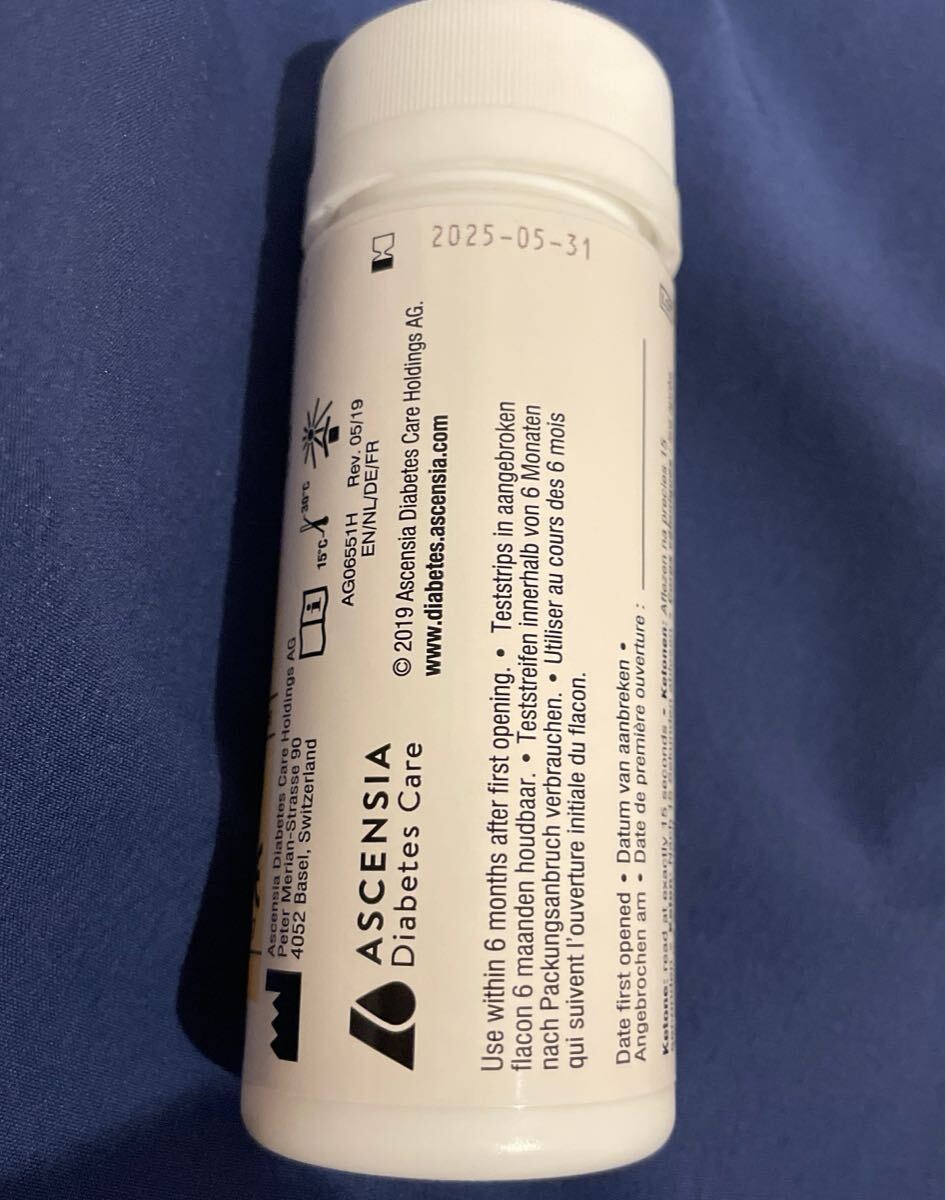 2025-05-31
Ascensia Diabetes Care Holdings AG
Peter Merian-Strasse 90
4052 Basel, Switzerland
15°C
30°C
AG06551H Rev. 05/19
EN/NL/DE/FR
ASCENSIA
Diabetes Care
© 2019 Ascensia Diabetes Care Holdings AG.
www.diabetes.ascensia.com
Use within 6 months after first opening. • Teststrips in aangebroken
flacon 6 maanden houdbaar. • Teststreifen innerhalb von 6 Monaten
nach Packungsanbruch verbrauchen. • Utiliser au cours des 6 mois
qui suivent l'ouverture initiale du flacon.
Date first opened • Datum van aanbreken •
Angebrochen am • Date de première ouverture :
Ketone: read at exactly 15 seconds • Ketonen: Aflezen na precies 15